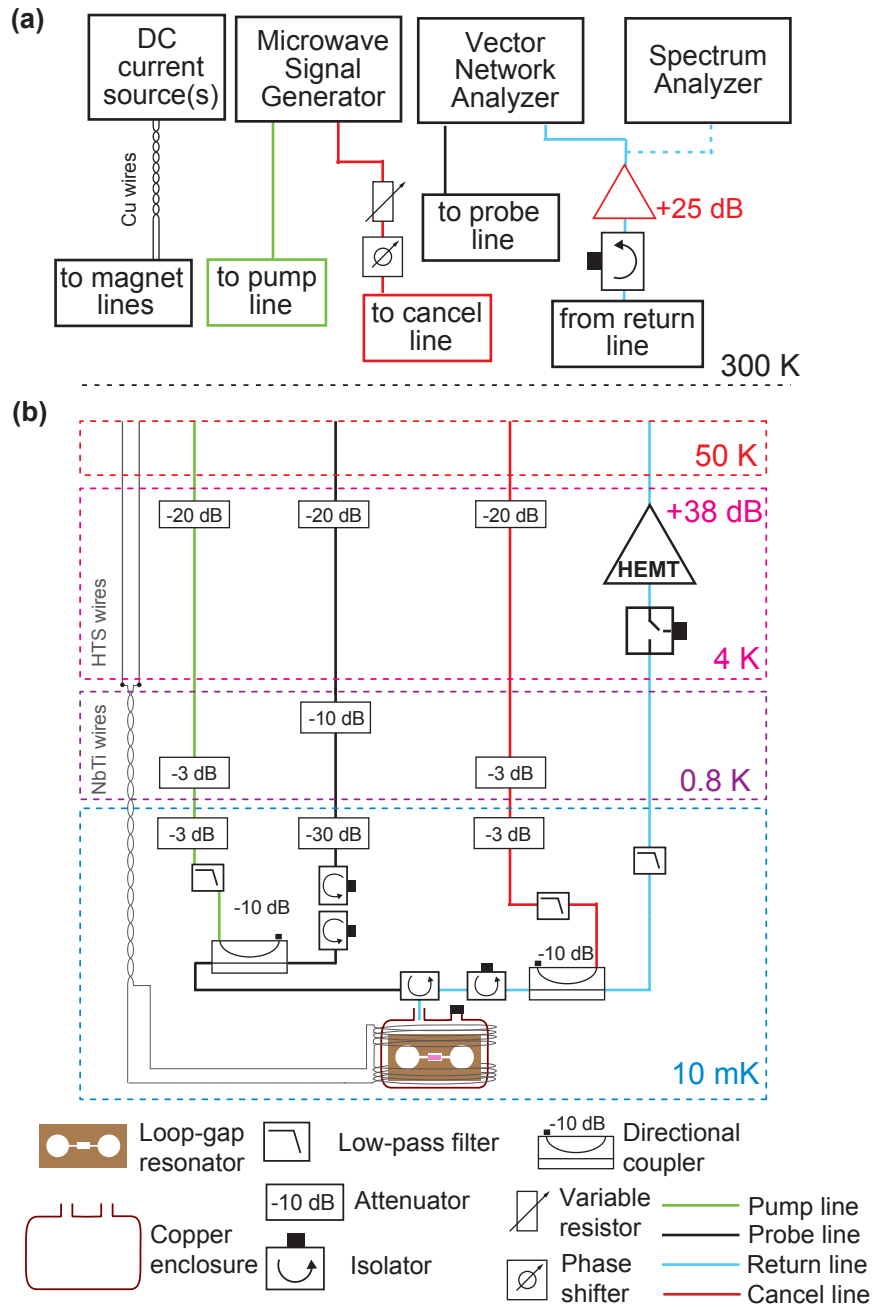 (a)
DC
current
source(s)
Microwave
Signal
Generator
Vector
Network
Analyzer
Spectrum
Analyzer
Cu wires
+25 dB
to probe
line
to magnet
lines
to pump
line
to cancel
line
from return
line
300 K
(b)
50 K
-20 dB
-20 dB
-20 dB
+38 dB
HEMT
HTS wires
4 K
NbTi wires
-10 dB
-3 dB
-3 dB
0.8 K
-3 dB
-30 dB
-3 dB
-10 dB
-10 dB
10 mK
Loop-gap
resonator
Low-pass filter
-10 dB
Directional
coupler
-10 dB
Attenuator
Variable
resistor
Pump line
Probe line
Copper
enclosure
Isolator
Phase
shifter
Return line
Cancel line